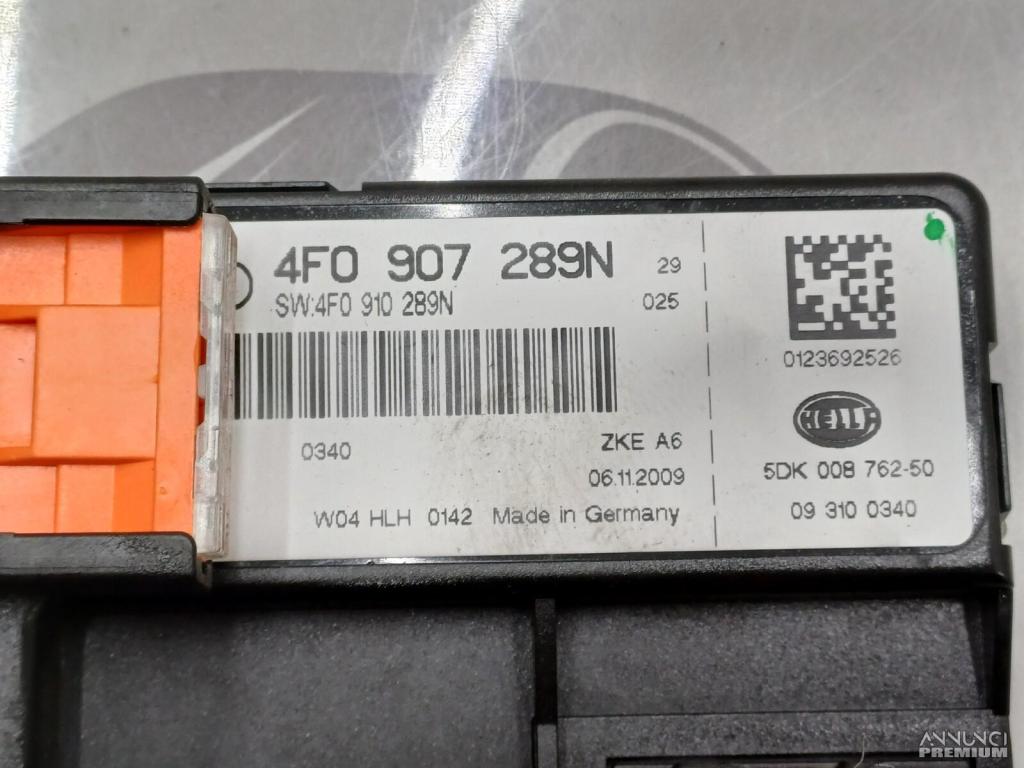 4F0 907 289N 29
SW:4F0 910 289N 025
0340 ZKE A6
06.11.2009
W04 HLH 0142 Made in Germany
0123692526
HELLA
5DK 008 762-50
09 310 0340
ANNUNCI
PREMIUM